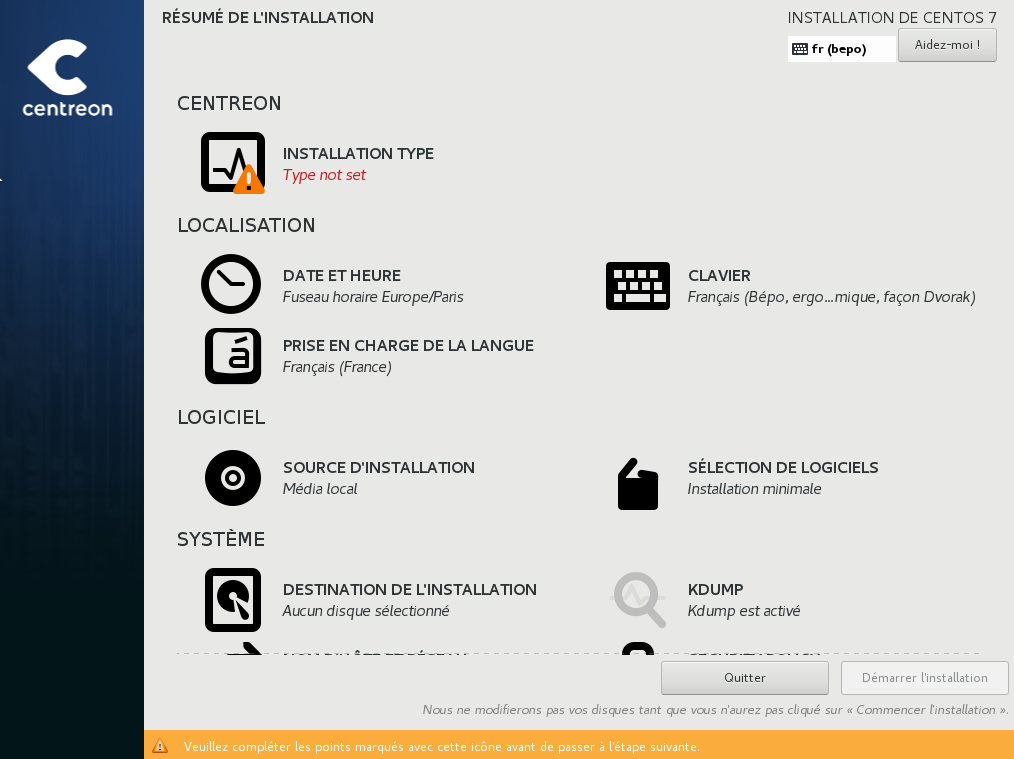 RÉSUMÉ DE L'INSTALLATION
INSTALLATION DE CENTOS 7
fr (bepo)
Aidez-moi !
centreon
CENTREON
INSTALLATION TYPE
Type not set
LOCALISATION
DATE ET HEURE
Fuseau horaire Europe/Paris
CLAVIER
Français (Bépo, ergo...mique, façon Dvorak)
PRISE EN CHARGE DE LA LANGUE
Français (France)
LOGICIEL
SOURCE D'INSTALLATION
Média local
SÉLECTION DE LOGICIELS
Installation minimale
SYSTÈME
DESTINATION DE L'INSTALLATION
Aucun disque sélectionné
KDUMP
Kdump est activé
Quitter
Démarrer l'installation
Nous ne modifierons pas vos disques tant que vous n'aurez pas cliqué sur « Commencer l'installation ».
Veuillez compléter les points marqués avec cette icône avant de passer à l'étape suivante.